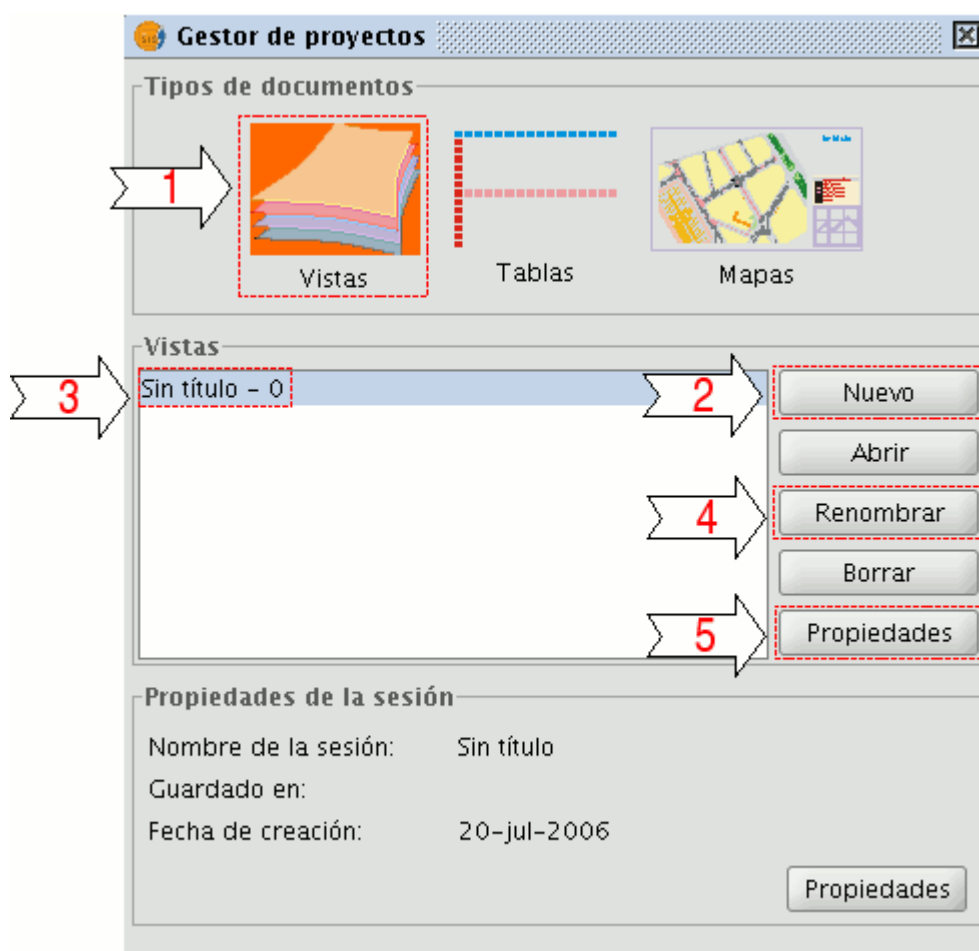 Gestor de proyectos
Tipos de documentos
1
Vistas Tablas Mapas
Vistas
3 Sin título - 0 2 Nuevo
Abrir
4 Renombrar
Borrar
5 Propiedades
Propiedades de la sesión
Nombre de la sesión: Sin título
Guardado en:
Fecha de creación: 20-jul-2006
Propiedades